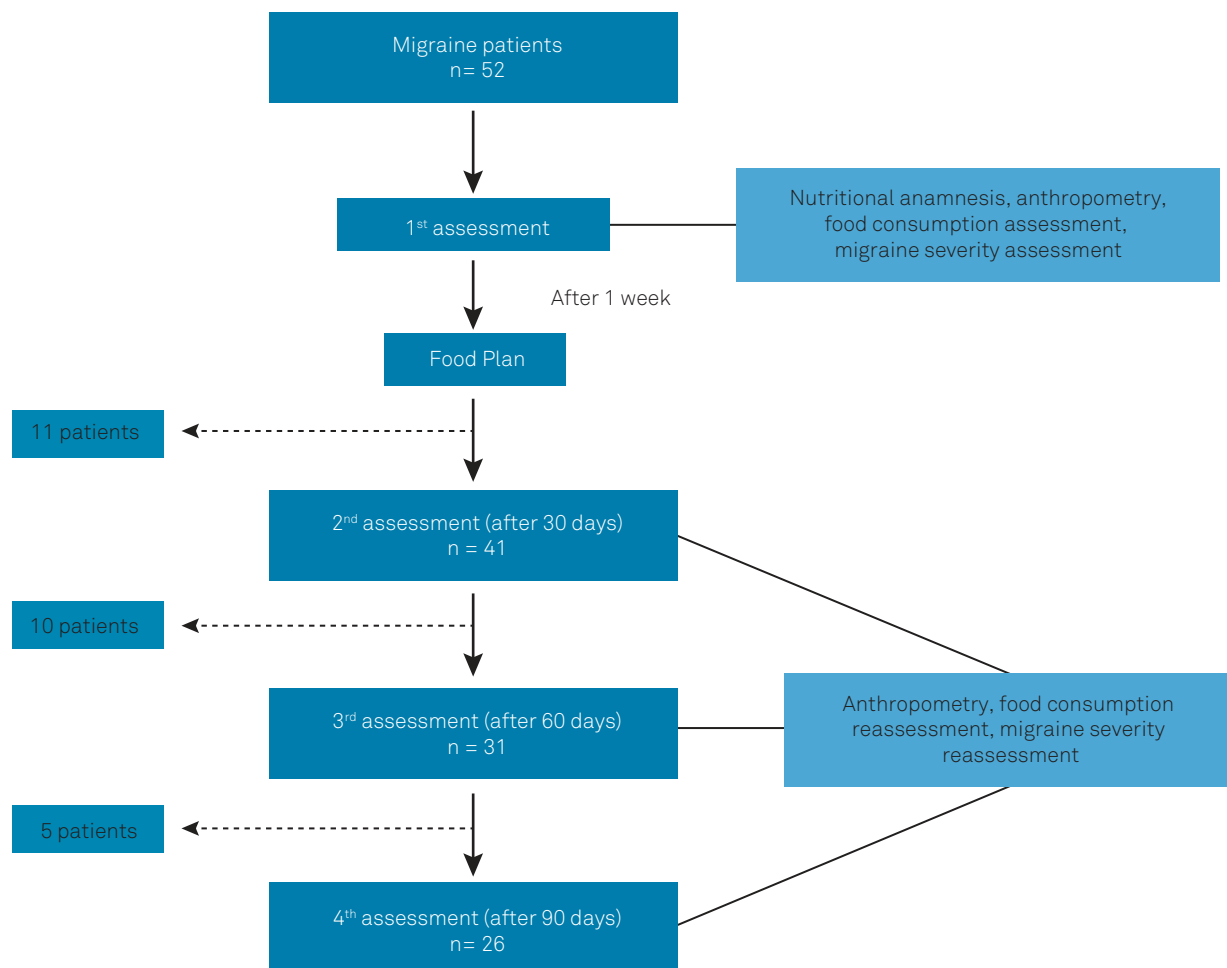 Migraine patients
n= 52
1st assessment
Nutritional anamnesis, anthropometry,
food consumption assessment,
migraine severity assessment
After 1 week
Food Plan
11 patients
2nd assessment (after 30 days)
n = 41
10 patients
3rd assessment (after 60 days)
n = 31
Anthropometry, food consumption
reassessment, migraine severity
reassessment
5 patients
4th assessment (after 90 days)
n= 26